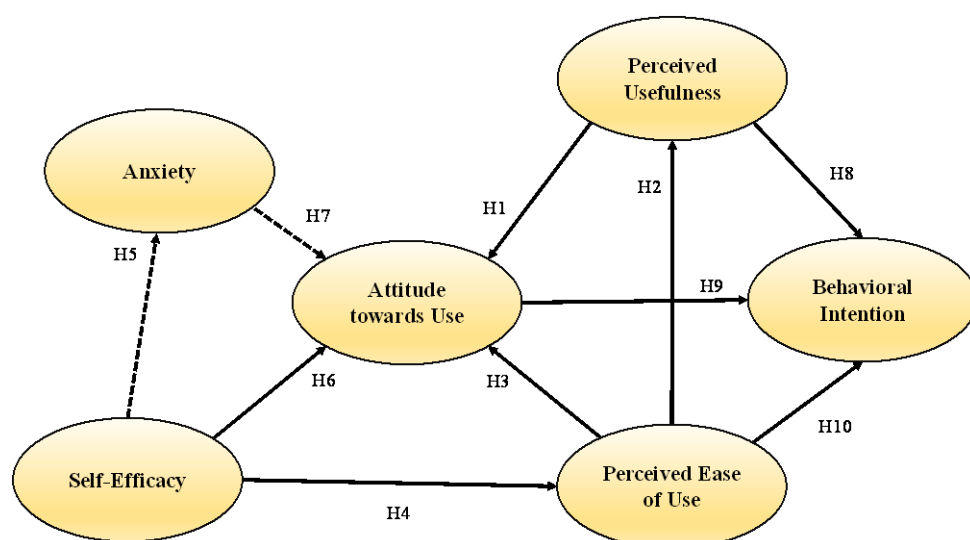 Perceived
Usefulness
Anxiety
H7
H1
H2
H8
H5
Attitude
towards Use
H9
Behavioral
Intention
H6
H3
H10
Self-Efficacy
Perceived Ease
of Use
H4